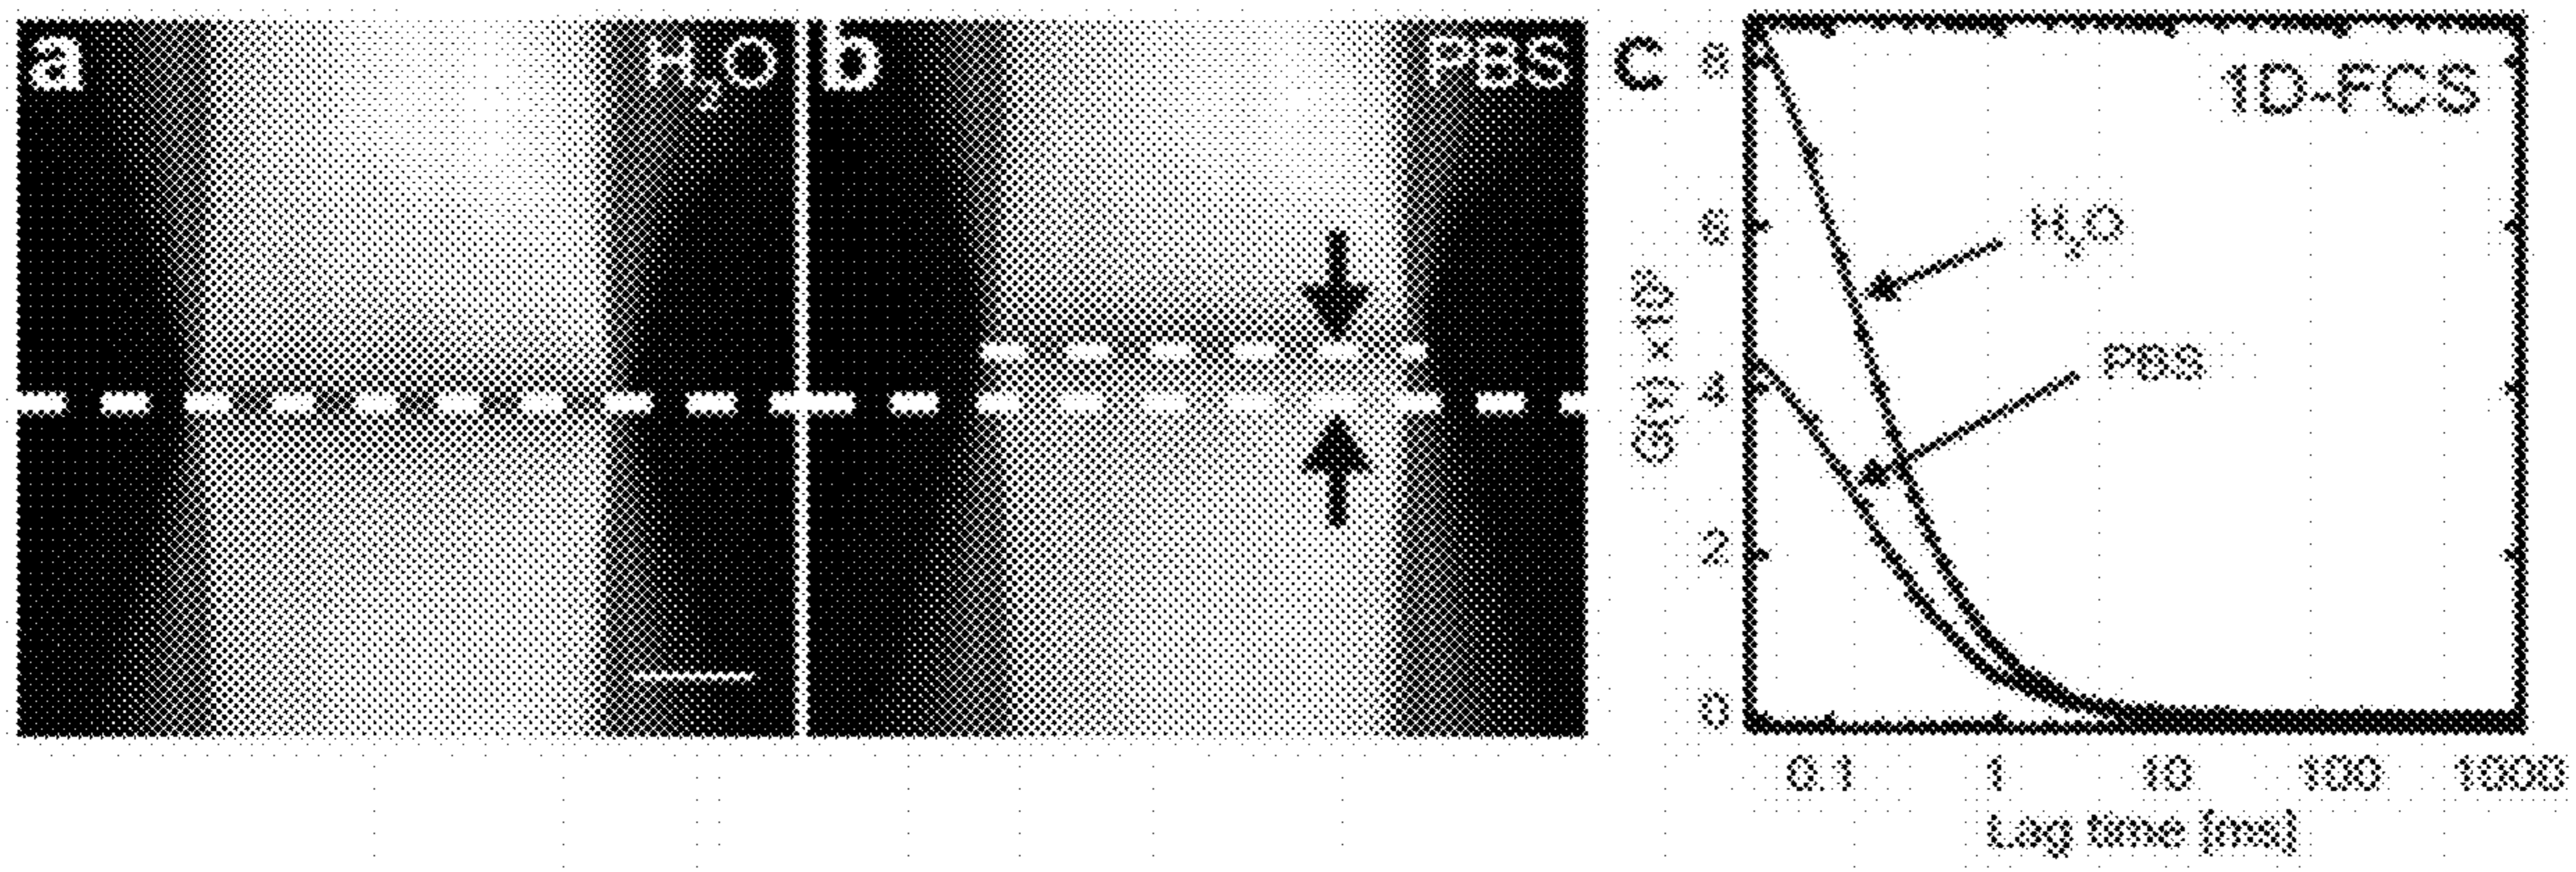 a
H₂O
b
PBS
c
1D-FCS
8
6
4
2
0
H₂O
PBS
0.1
1
10
100
1000
Lag time [ms]